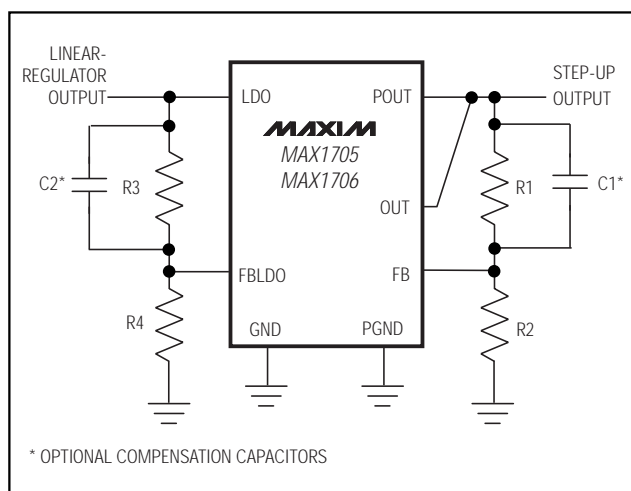 LINEAR-
REGULATOR
OUTPUT
LDO
POUT
STEP-UP
OUTPUT
MAXIM
MAX1705
MAX1706
C2*
R3
R1
C1*
OUT
FBLDO
FB
R4
GND
PGND
R2
* OPTIONAL COMPENSATION CAPACITORS